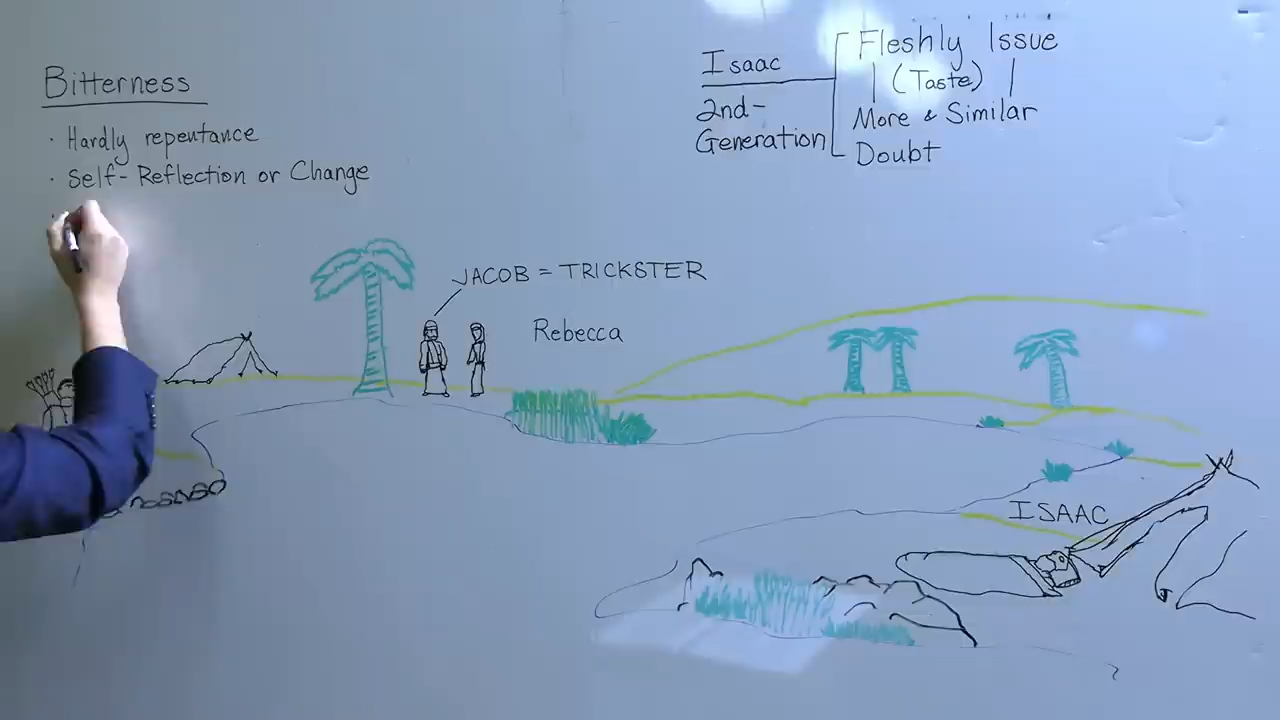 Bitterness
· Hardly repentance
· Self-Reflection or Change
Isaac
2nd-
Generation
Fleshly Issue
(Taste)
More & Similar
Doubt
JACOB = TRICKSTER
Rebecca
ISAAC